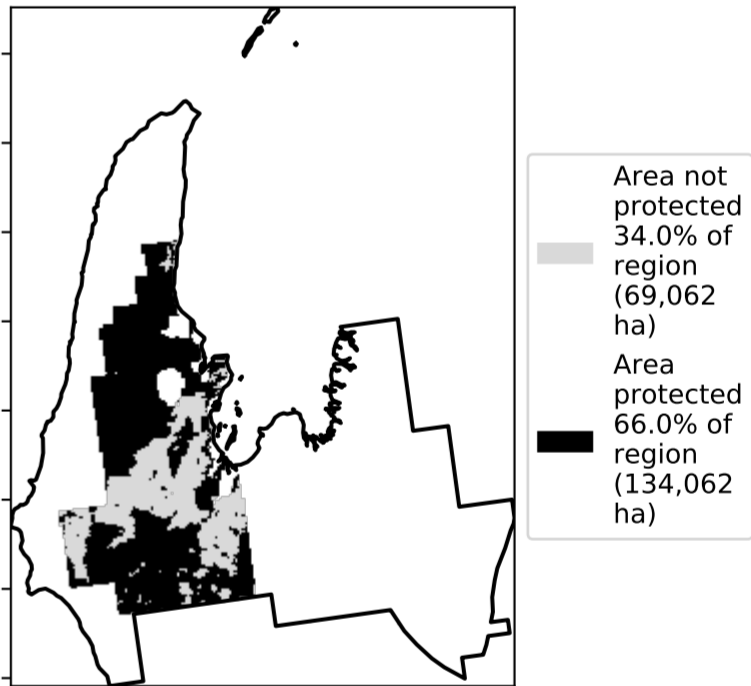 Area not
protected
34.0% of
region
(69,062
ha)
Area
protected
66.0% of
region
(134,062
ha)